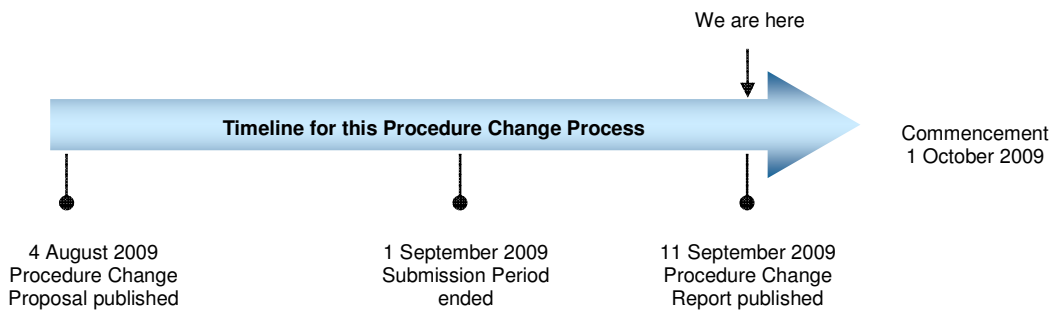 We are here
Timeline for this Procedure Change Process
Commencement
1 October 2009
4 August 2009
Procedure Change
Proposal published
1 September 2009
Submission Period
ended
11 September 2009
Procedure Change
Report published